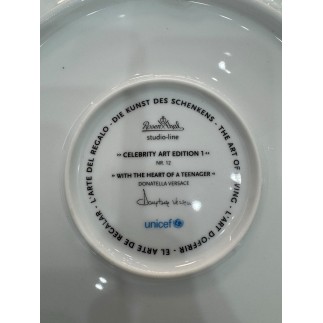 L'ARTE DEL REGALO - DIE KUNST DES SCHENKENS - THE ART OF GIVING - L'ART D'OFFRIR - EL ARTE DE REGALAR -
Rosenthal
studio-line
" CELEBRITY ART EDITION 1 "
NR. 12
" WITH THE HEART OF A TEENAGER "
DONATELLA VERSACE
unicef